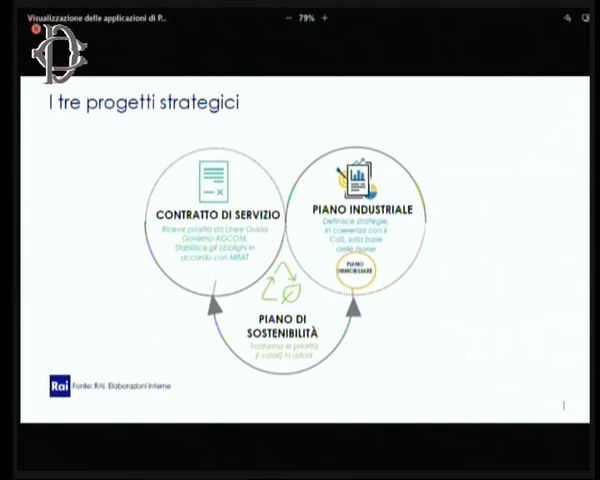 Visualizzazione delle applicazioni di P...
79%
I tre progetti strategici
CONTRATTO DI SERVIZIO
Riceve priorità da Linee Guida
Governo AGCOM.
Stabilisce gli obblighi in
accordo con MIMIT
PIANO INDUSTRIALE
Definisce strategie,
in coerenza con il
CdS, sulla base
delle risorse
PIANO
IMMOBILIARE
PIANO DI
SOSTENIBILITÀ
Trasforma le priorità
(i valori) in azioni
Rai Fonte: RAI. Elaborazioni Interne
1